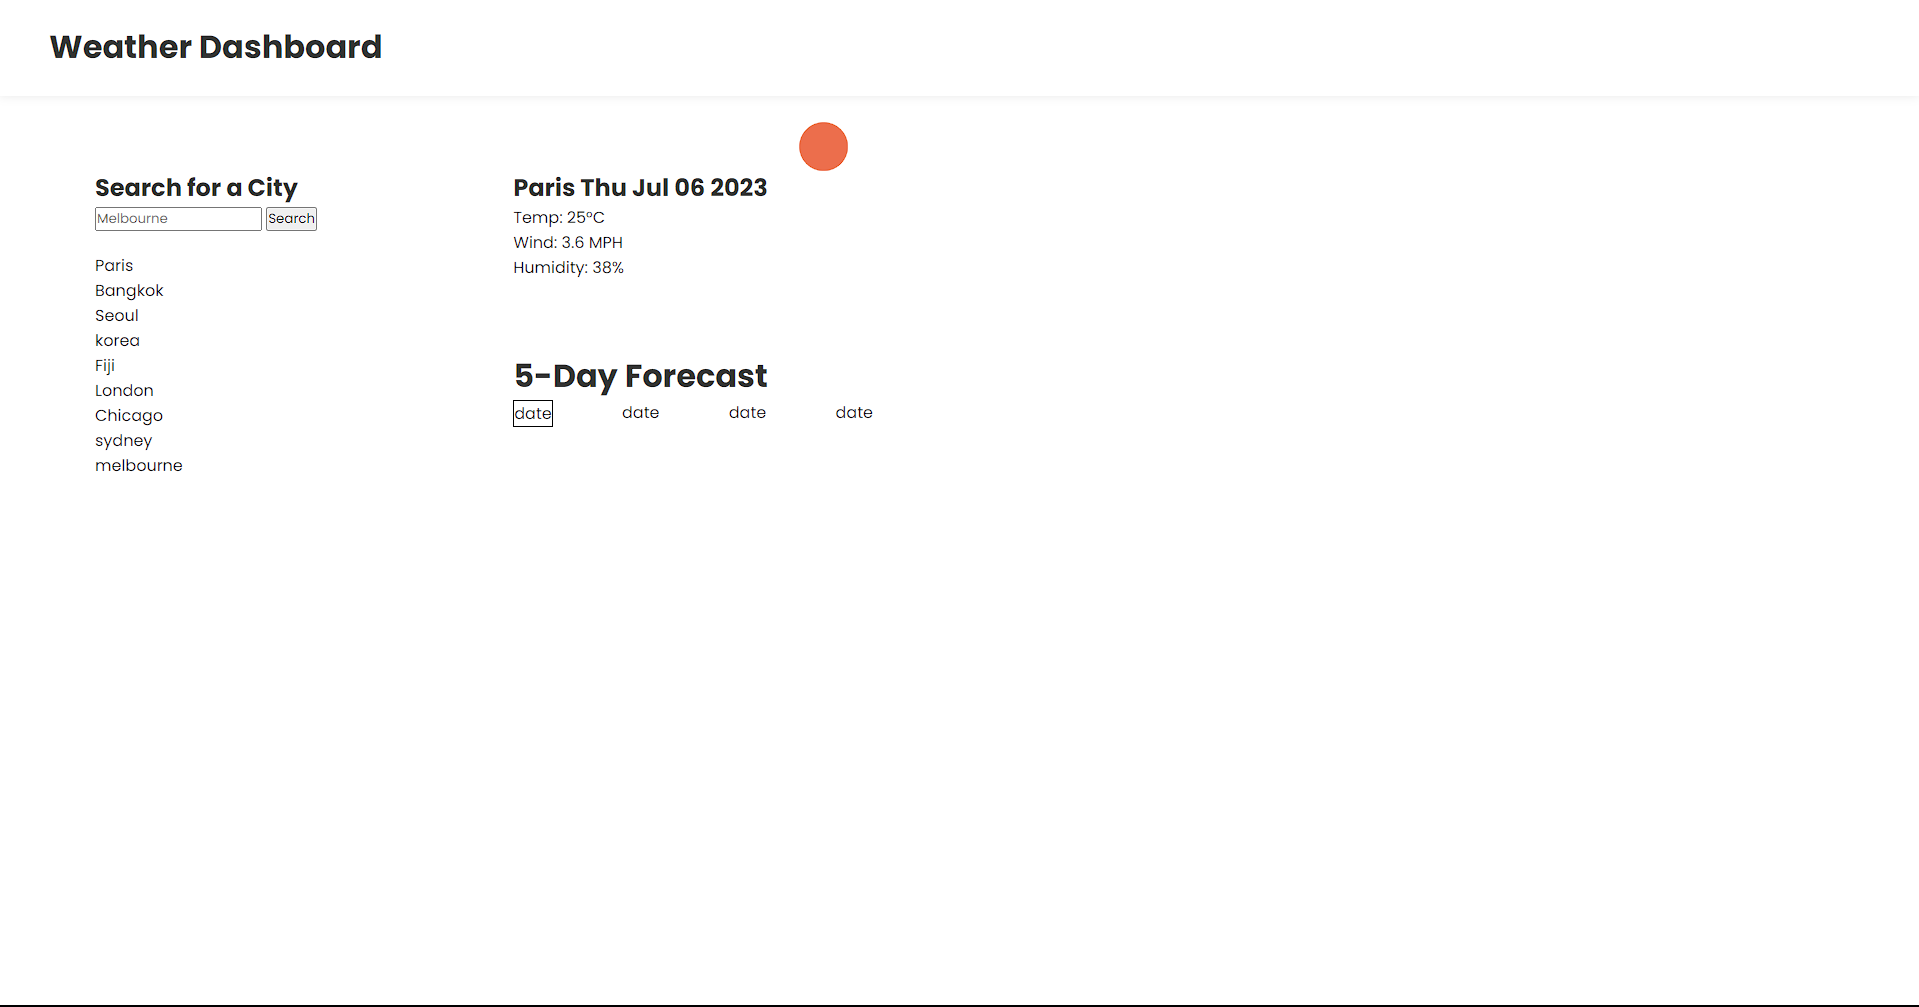 Weather Dashboard
Search for a City
Melbourne Search
Paris
Bangkok
Seoul
korea
Fiji
London
Chicago
sydney
melbourne
Paris Thu Jul 06 2023
Temp: 25°C
Wind: 3.6 MPH
Humidity: 38%
5-Day Forecast
date date date date